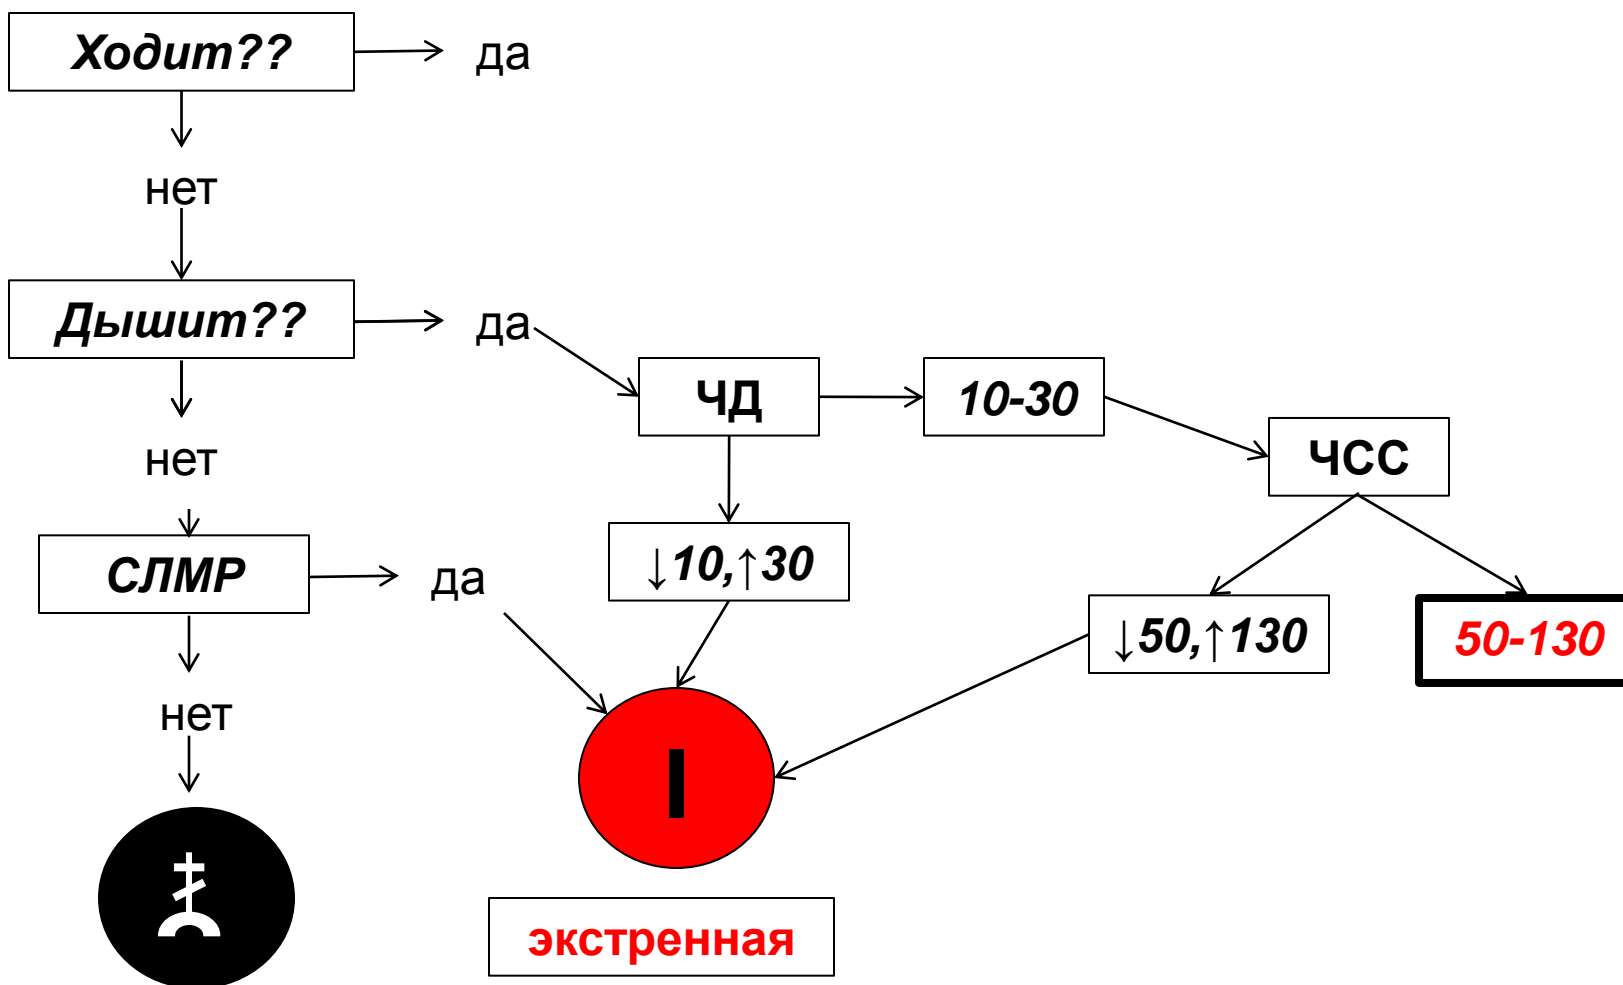 Ходит??
да
нет
Дышит??
да
ЧД
10-30
ЧСС
нет
СЛМР
да
↓10,↑30
↓50,↑130
50-130
нет
I
экстренная